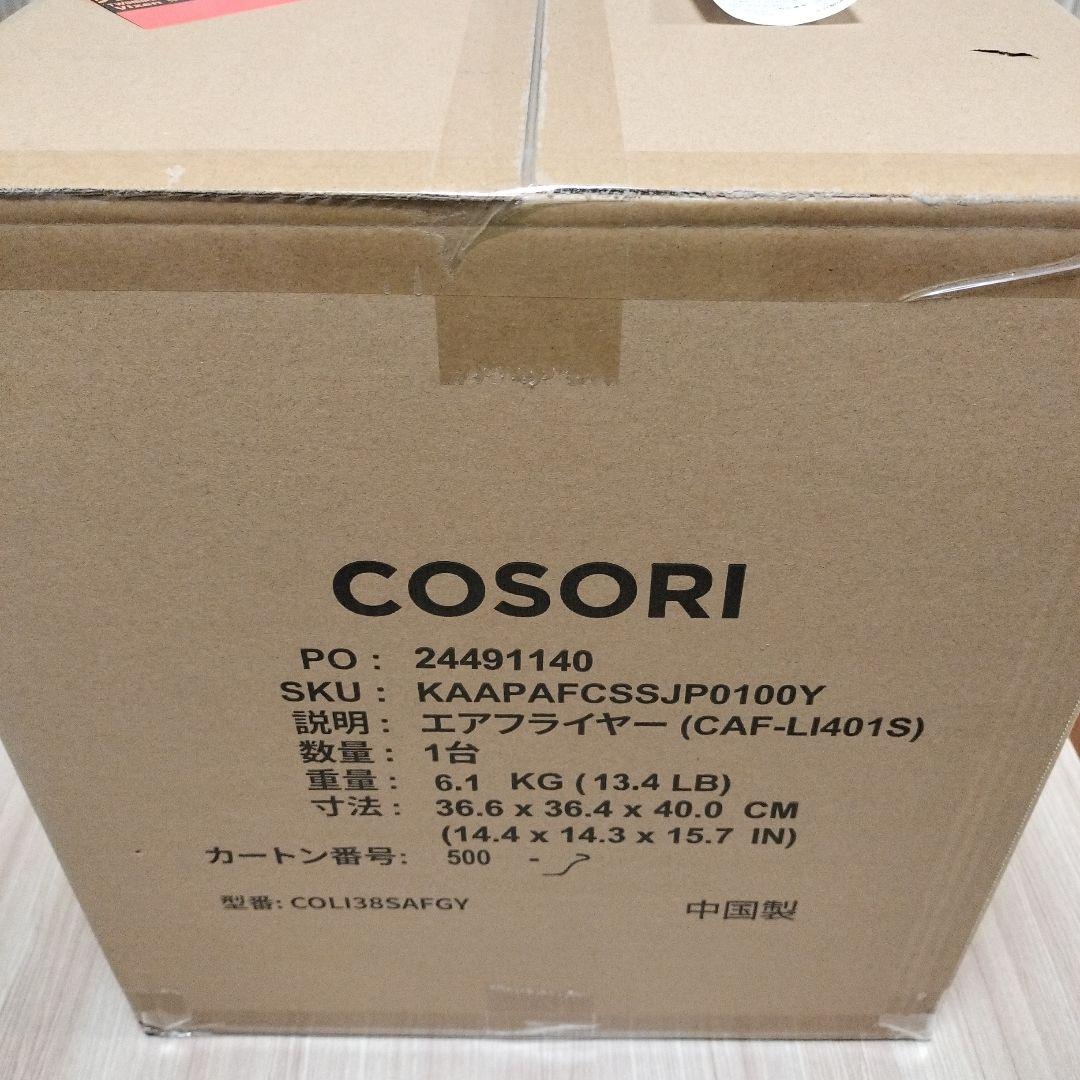 COSORI
PO : 24491140
SKU : KAAPAFCSSJP0100Y
説明 : エアフライヤー (CAF-LI401S)
数量 : 1台
重量 : 6.1 KG ( 13.4 LB)
寸法 : 36.6 x 36.4 x 40.0 CM
(14.4 x 14.3 x 15.7 IN)
カートン番号: 500 -
型番: COLI38SAFGY
中国製